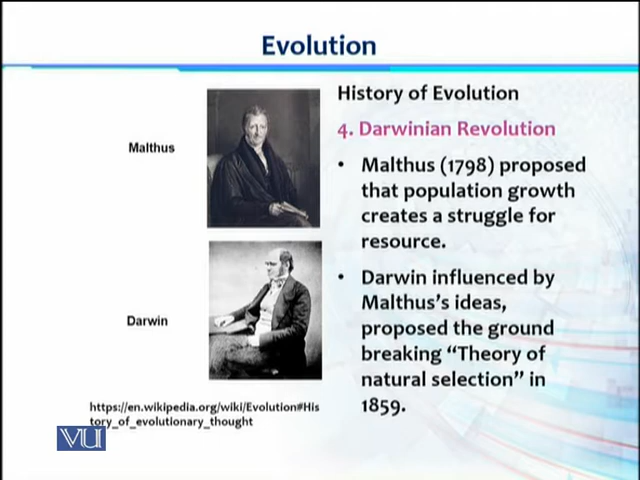 Evolution
History of Evolution
4. Darwinian Revolution
Malthus
• Malthus (1798) proposed
that population growth
creates a struggle for
resource.
Darwin
• Darwin influenced by
Malthus's ideas,
proposed the ground
breaking “Theory of
natural selection” in
1859.
https://en.wikipedia.org/wiki/Evolution#His
tory_of_evolutionary_thought
VU